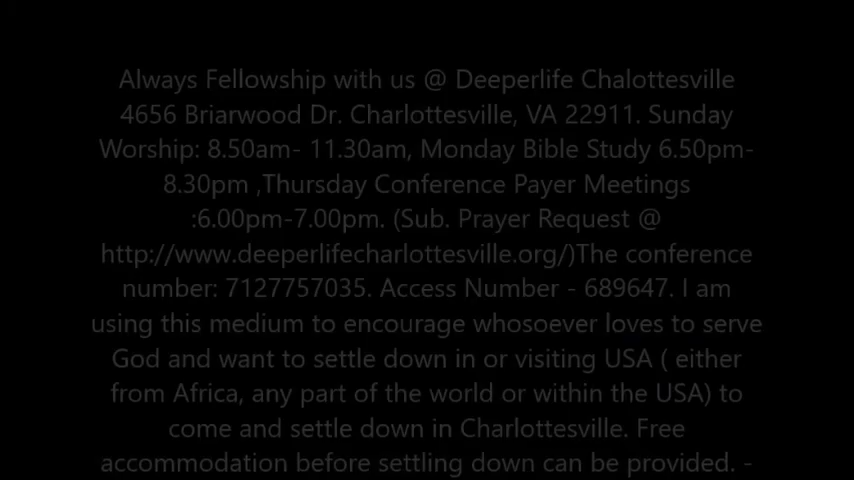 Always Fellowship with us @ Deeperlife Chalottesville
4656 Briarwood Dr. Charlottesville, VA 22911. Sunday
Worship: 8.50am- 11.30am, Monday Bible Study 6.50pm-
8.30pm ,Thursday Conference Payer Meetings
:6.00pm-7.00pm. (Sub. Prayer Request @
http://www.deeperlifecharlottesville.org/)The conference
number: 7127757035. Access Number - 689647. I am
using this medium to encourage whosoever loves to serve
God and want to settle down in or visiting USA ( either
from Africa, any part of the world or within the USA) to
come and settle down in Charlottesville. Free
accommodation before settling down can be provided. -